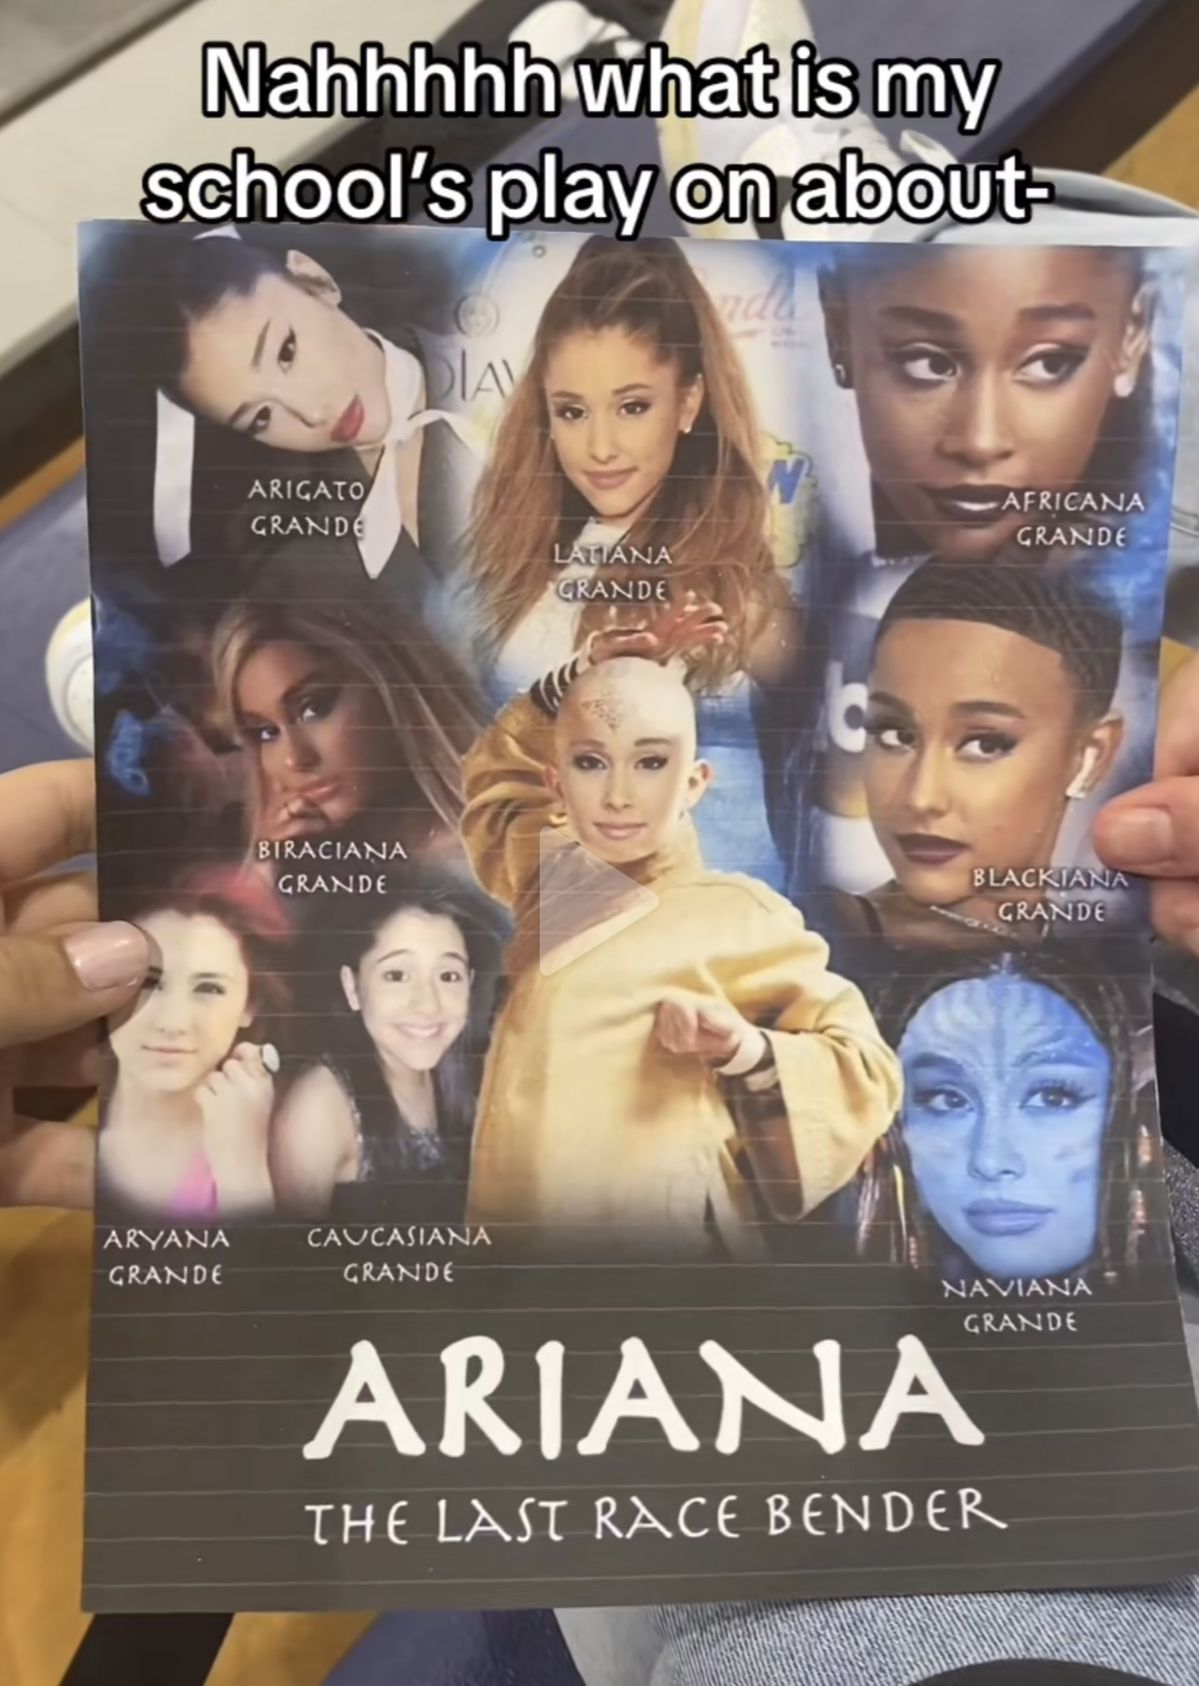 Nahhhhh what is my
school's play on about-
ARIGATO
GRANDE
LATIANA
GRANDE
AFRICANA
GRANDE
BIRACIANA
GRANDE
BLACKIANA
GRANDE
ARYANA
GRANDE
CAUCASIANA
GRANDE
NAVIANA
GRANDE
ARIANA
THE LAST RACE BENDER